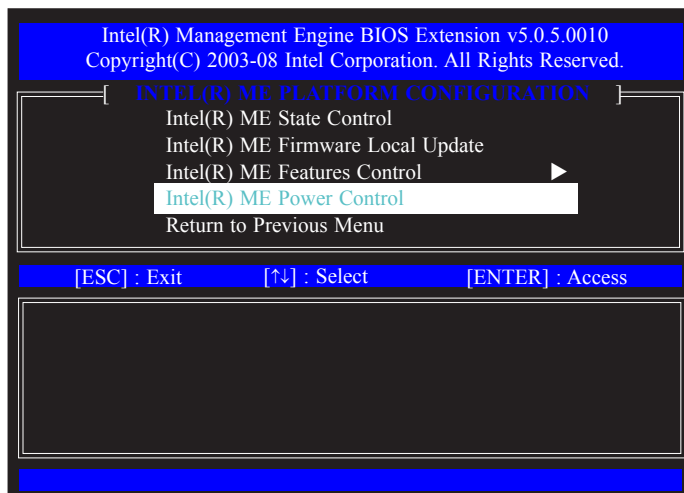 Intel(R) Management Engine BIOS Extension v5.0.5.0010
Copyright(C) 2003-08 Intel Corporation. All Rights Reserved.
[ INTEL(R) ME PLATFORM CONFIGURATION ]
Intel(R) ME State Control
Intel(R) ME Firmware Local Update
Intel(R) ME Features Control ▶
Intel(R) ME Power Control
Return to Previous Menu
[ESC] : Exit [↑↓] : Select [ENTER] : Access